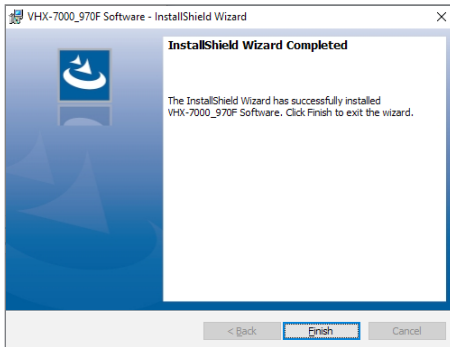 VHX-7000_970F Software - InstallShield Wizard
InstallShield Wizard Completed
The InstallShield Wizard has successfully installed
VHX-7000_970F Software. Click Finish to exit the wizard.
< Back
Finish
Cancel